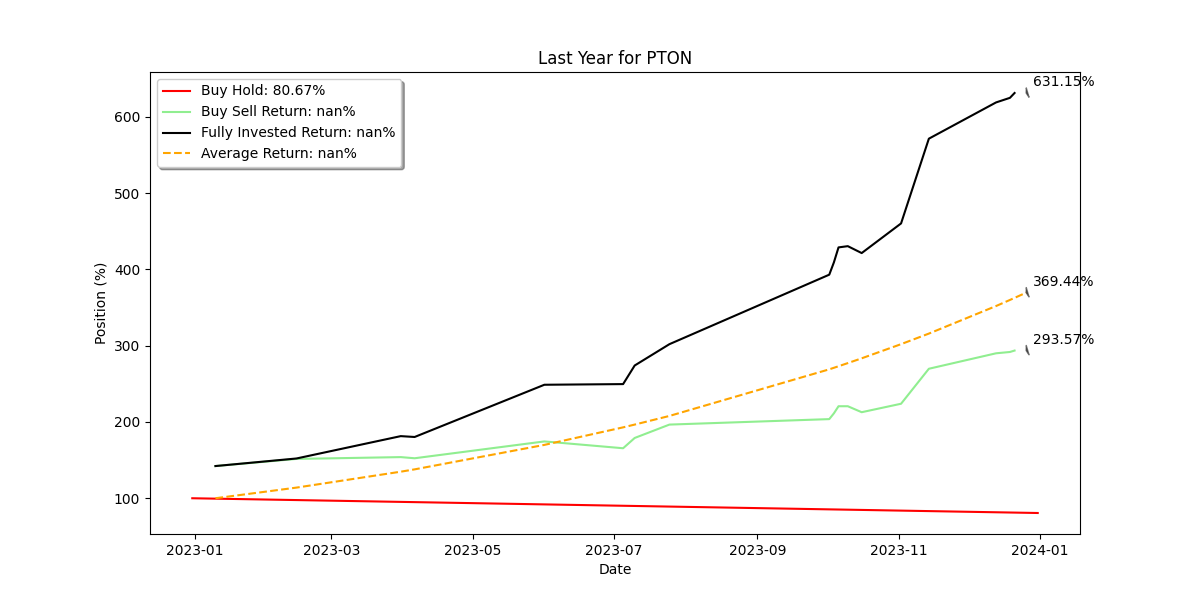 Last Year for PTON
Buy Hold: 80.67%
Buy Sell Return: nan%
Fully Invested Return: nan%
Average Return: nan%
631.15%
369.44%
293.57%
600
500
400
300
200
100
Position (%)
2023-01 2023-03 2023-05 2023-07 2023-09 2023-11 2024-01
Date